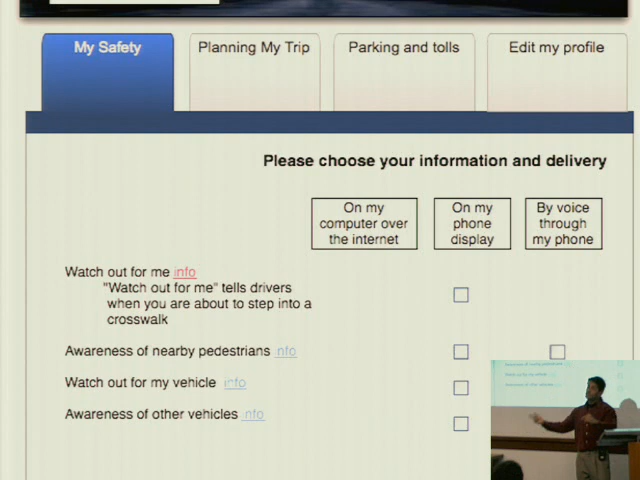 My Safety
Planning My Trip
Parking and tolls
Edit my profile
Please choose your information and delivery
On my
computer over
the internet
On my
phone
display
By voice
through
my phone
Watch out for me info
"Watch out for me" tells drivers
when you are about to step into a
crosswalk
Awareness of nearby pedestrians info
Watch out for my vehicle info
Awareness of other vehicles info